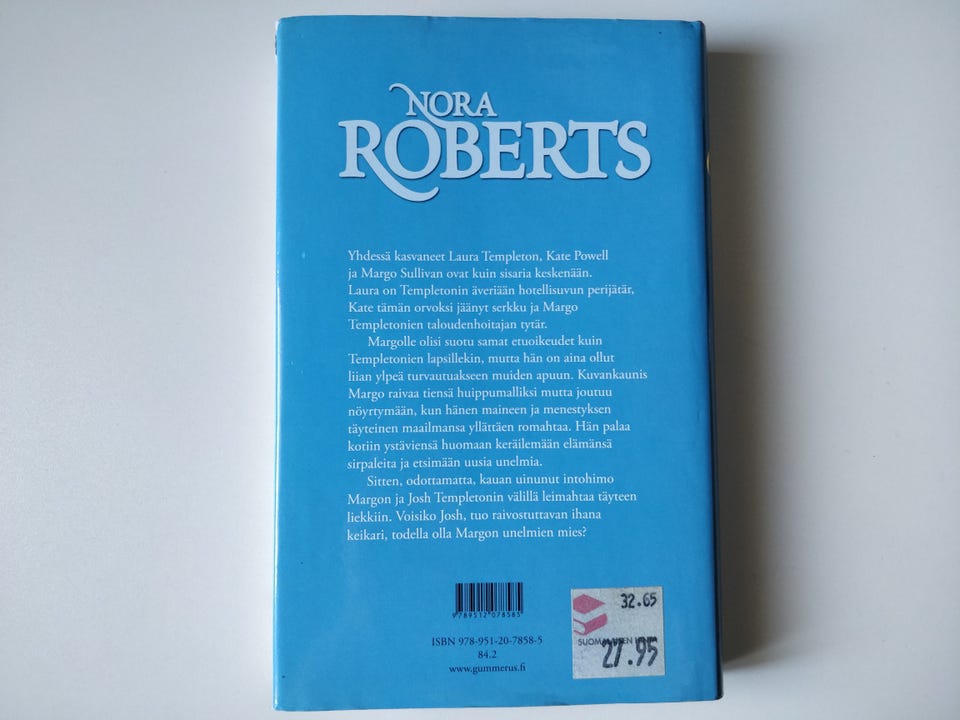 NORA
ROBERTS
Yhdessä kasvaneet Laura Templeton, Kate Powell
ja Margo Sullivan ovat kuin sisaria keskenään.
Laura on Templetonin äveriään hotellisuvun perijätär,
Kate tämän orvoksi jäänyt serkku ja Margo
Templetonien taloudenhoitajan tytär.
Margolle olisi suotu samat etuoikeudet kuin
Templetonien lapsillekin, mutta hän on aina ollut
liian ylpeä turvautuakseen muiden apuun. Kuvankaunis
Margo raivaa tiensä huippumalliksi mutta joutuu
nöyrtymään, kun hänen maineen ja menestyksen
täyteinen maailmansa yllättäen romahtaa. Hän palaa
kotiin ystäviensä huomaan keräilemään elämänsä
sirpaleita ja etsimään uusia unelmia.
Sitten, odottamatta, kauan uinunut intohimo
Margon ja Josh Templetonin välillä leimahtaa täyteen
liekkiin. Voisiko Josh, tuo raivostuttavan ihana
keikari, todella olla Margon unelmien mies?
9789512078585
ISBN 978-951-20-7858-5
84.2
www.gummerus.fi
32.65
27.95